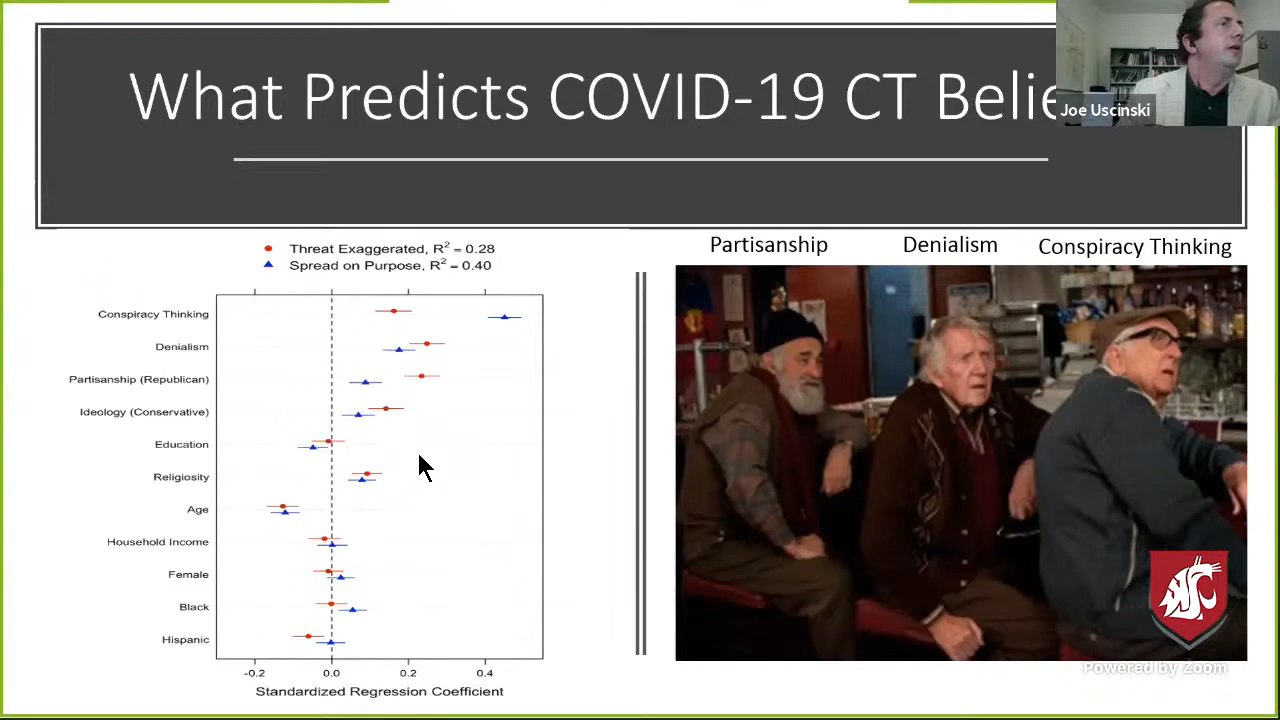 What Predicts COVID-19 CT Belie
Joe Uscinski
Threat Exaggerated, R² = 0.28
Spread on Purpose, R² = 0.40
Conspiracy Thinking
Denialism
Partisanship (Republican)
Ideology (Conservative)
Education
Religiosity
Age
Household Income
Female
Black
Hispanic
-0.2 0.0 0.2 0.4
Standardized Regression Coefficient
Partisanship Denialism Conspiracy Thinking
Powered by Zoom